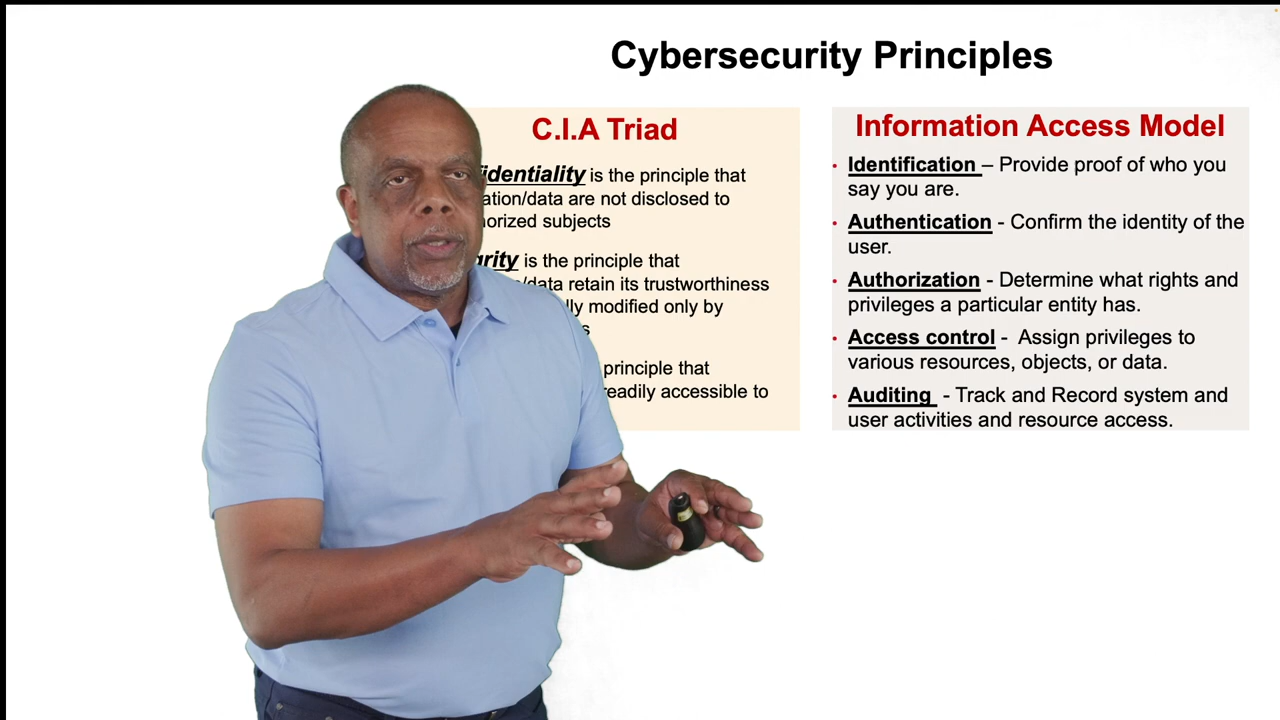 Cybersecurity Principles
C.I.A Triad
fidentiality is the principle that
ation/data are not disclosed to
horized subjects
grity is the principle that
/data retain its trustworthiness
lly modified only by
s
principle that
readily accessible to
Information Access Model
• Identification – Provide proof of who you
say you are.
• Authentication - Confirm the identity of the
user.
• Authorization - Determine what rights and
privileges a particular entity has.
• Access control - Assign privileges to
various resources, objects, or data.
• Auditing - Track and Record system and
user activities and resource access.